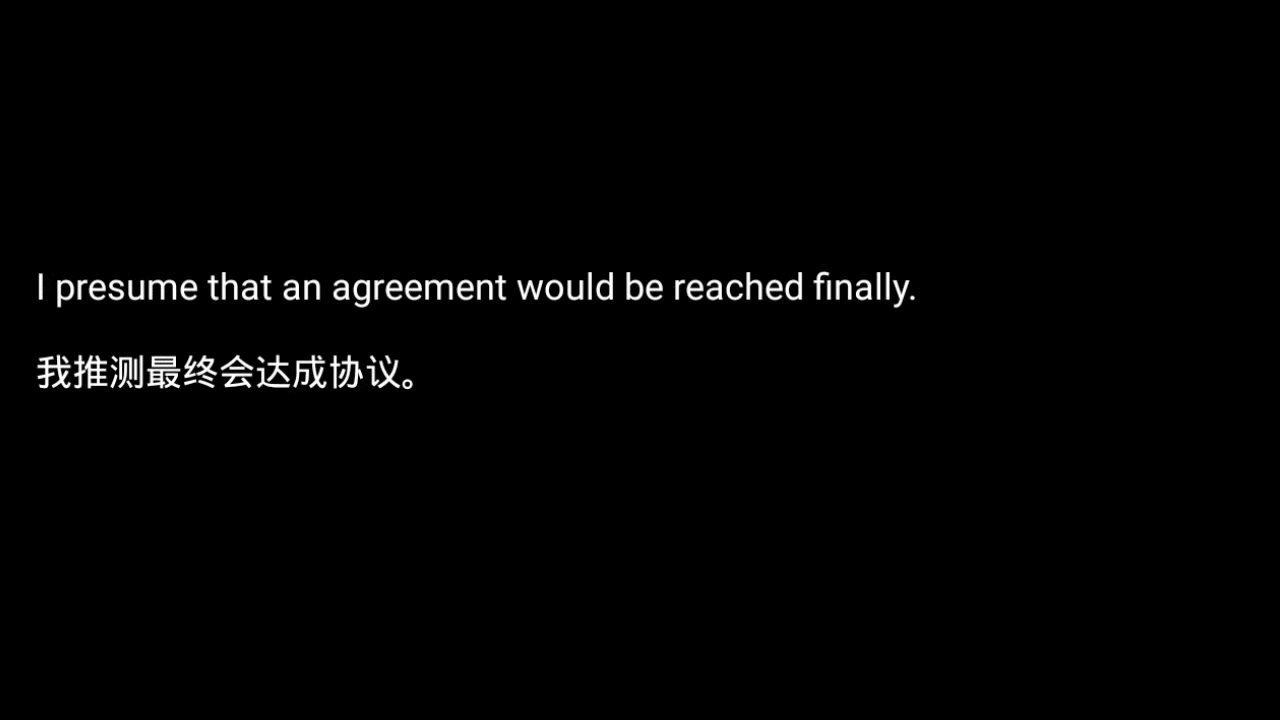 I presume that an agreement would be reached finally.
我推测最终会达成协议。